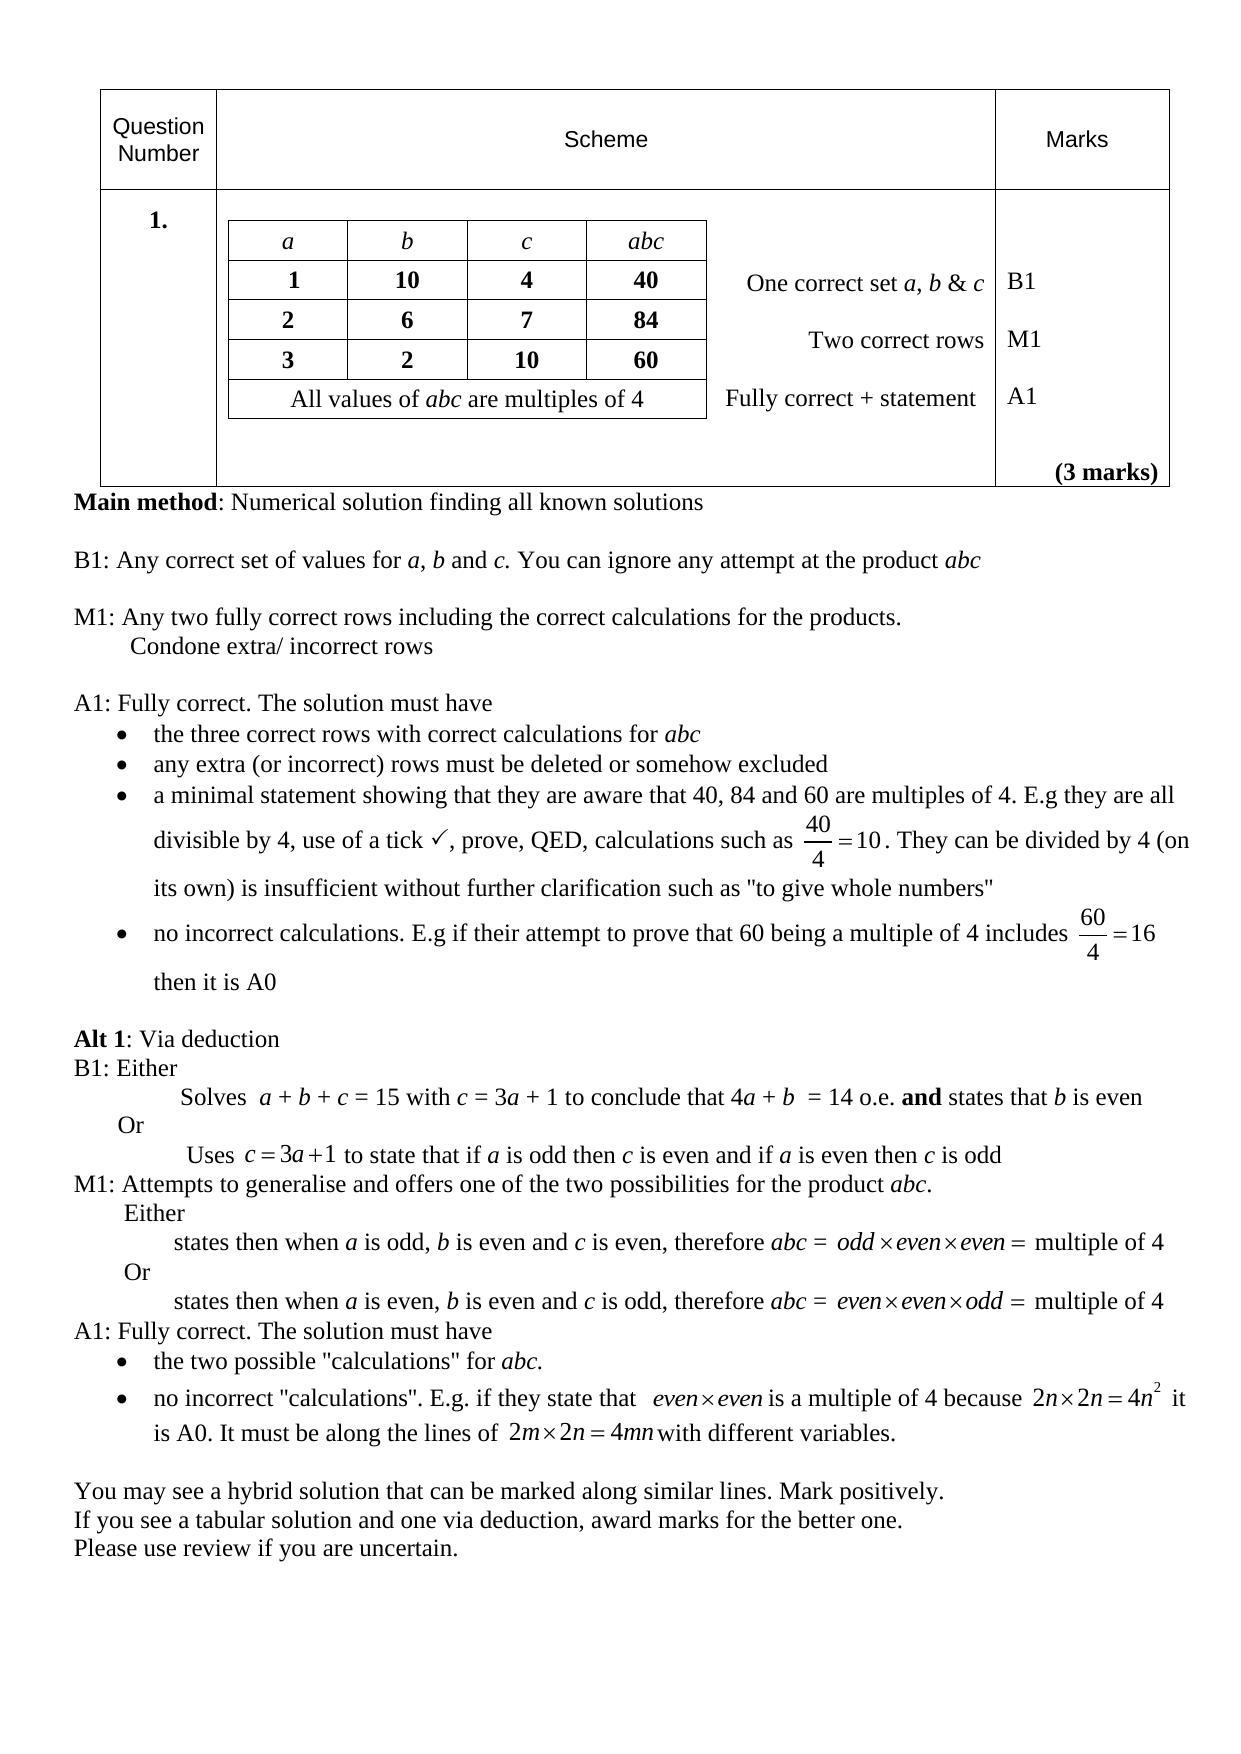 Question Number Scheme Marks
1.
a b c abc
1 10 4 40 One correct set a, b & c B1
2 6 7 84 Two correct rows M1
3 2 10 60
All values of abc are multiples of 4 Fully correct + statement A1
(3 marks)
Main method: Numerical solution finding all known solutions
B1: Any correct set of values for a, b and c. You can ignore any attempt at the product abc
M1: Any two fully correct rows including the correct calculations for the products.
Condone extra/ incorrect rows
A1: Fully correct. The solution must have
• the three correct rows with correct calculations for abc
• any extra (or incorrect) rows must be deleted or somehow excluded
• a minimal statement showing that they are aware that 40, 84 and 60 are multiples of 4. E.g they are all
divisible by 4, use of a tick ✓, prove, QED, calculations such as 40/4 = 10. They can be divided by 4 (on
its own) is insufficient without further clarification such as "to give whole numbers"
• no incorrect calculations. E.g if their attempt to prove that 60 being a multiple of 4 includes 60/4 = 16
then it is A0
Alt 1: Via deduction
B1: Either
Solves a + b + c = 15 with c = 3a + 1 to conclude that 4a + b = 14 o.e. and states that b is even
Or
Uses c = 3a + 1 to state that if a is odd then c is even and if a is even then c is odd
M1: Attempts to generalise and offers one of the two possibilities for the product abc.
Either
states then when a is odd, b is even and c is even, therefore abc = odd × even × even = multiple of 4
Or
states then when a is even, b is even and c is odd, therefore abc = even × even × odd = multiple of 4
A1: Fully correct. The solution must have
• the two possible "calculations" for abc.
• no incorrect "calculations". E.g. if they state that even × even is a multiple of 4 because 2n × 2n = 4n² it
is A0. It must be along the lines of 2m × 2n = 4mn with different variables.
You may see a hybrid solution that can be marked along similar lines. Mark positively.
If you see a tabular solution and one via deduction, award marks for the better one.
Please use review if you are uncertain.